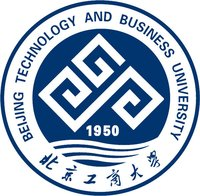 BEIJING TECHNOLOGY AND BUSINESS UNIVERSITY
1950
北京工商大學